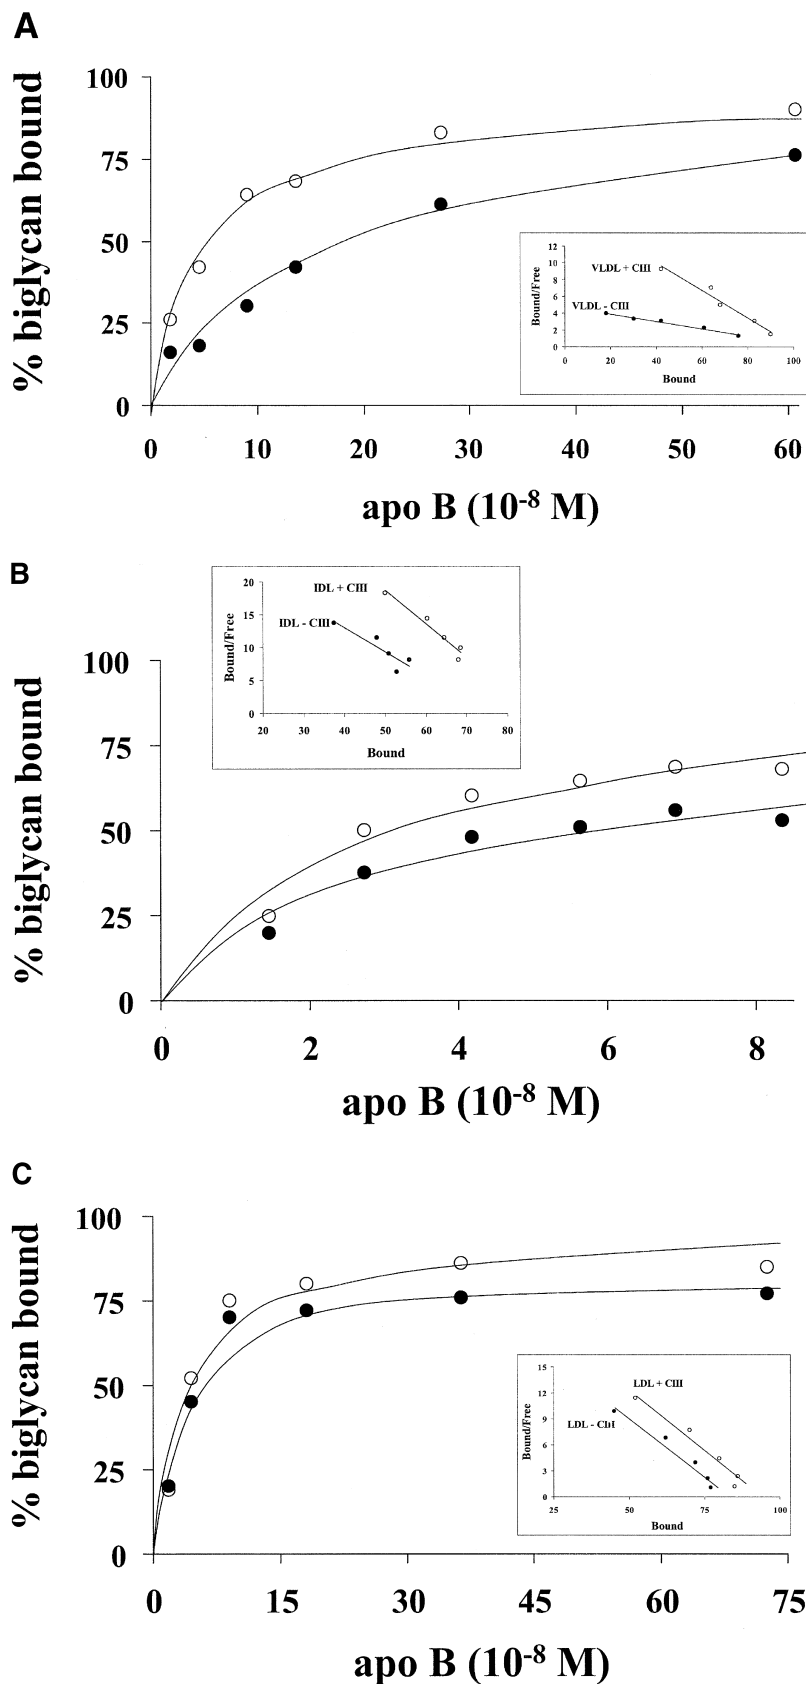 A
% biglycan bound
100
75
50
25
0
0 10 20 30 40 50 60
apo B (10⁻⁸ M)
Bound/Free
12
10
8
6
4
2
0
VLDL + CIII
VLDL - CIII
0 20 40 60 80 100
Bound
B
% biglycan bound
100
75
50
25
0
0 2 4 6 8
apo B (10⁻⁸ M)
Bound/Free
20
15
10
5
0
IDL + CIII
IDL - CIII
20 30 40 50 60 70 80
Bound
C
% biglycan bound
100
75
50
25
0
0 15 30 45 60 75
apo B (10⁻⁸ M)
Bound/Free
15
12
9
6
3
0
LDL + CIII
LDL - CIII
25 50 75 100
Bound